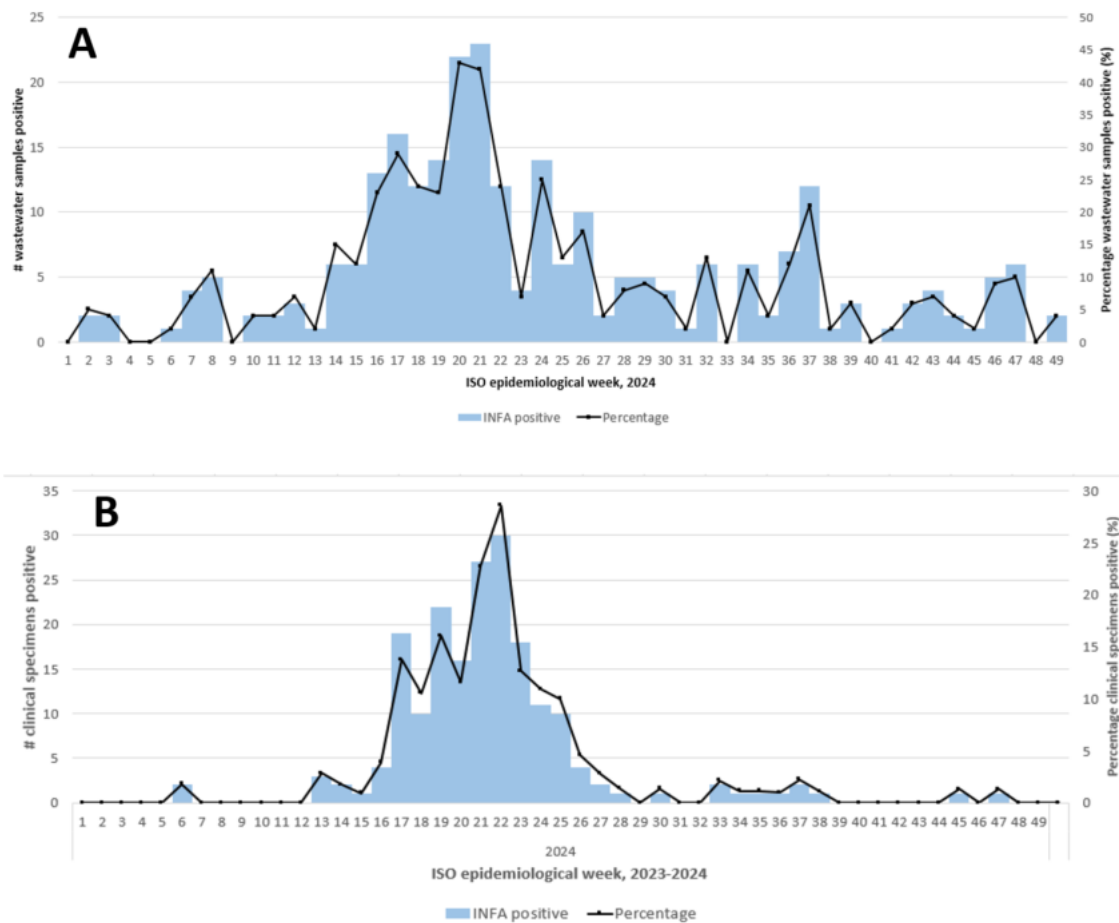 A
# wastewater samples positive
25
20
15
10
5
0
50
45
40
35
30
25
20
15
10
5
0
Percentage wastewater samples positive (%)
1 2 3 4 5 6 7 8 9 10 11 12 13 14 15 16 17 18 19 20 21 22 23 24 25 26 27 28 29 30 31 32 33 34 35 36 37 38 39 40 41 42 43 44 45 46 47 48 49
ISO epidemiological week, 2024
INFA positive Percentage
B
# clinical specimens positive
35
30
25
20
15
10
5
0
30
25
20
15
10
5
0
Percentage clinical specimens positive (%)
1 2 3 4 5 6 7 8 9 10 11 12 13 14 15 16 17 18 19 20 21 22 23 24 25 26 27 28 29 30 31 32 33 34 35 36 37 38 39 40 41 42 43 44 45 46 47 48 49
2024
ISO epidemiological week, 2023-2024
INFA positive Percentage